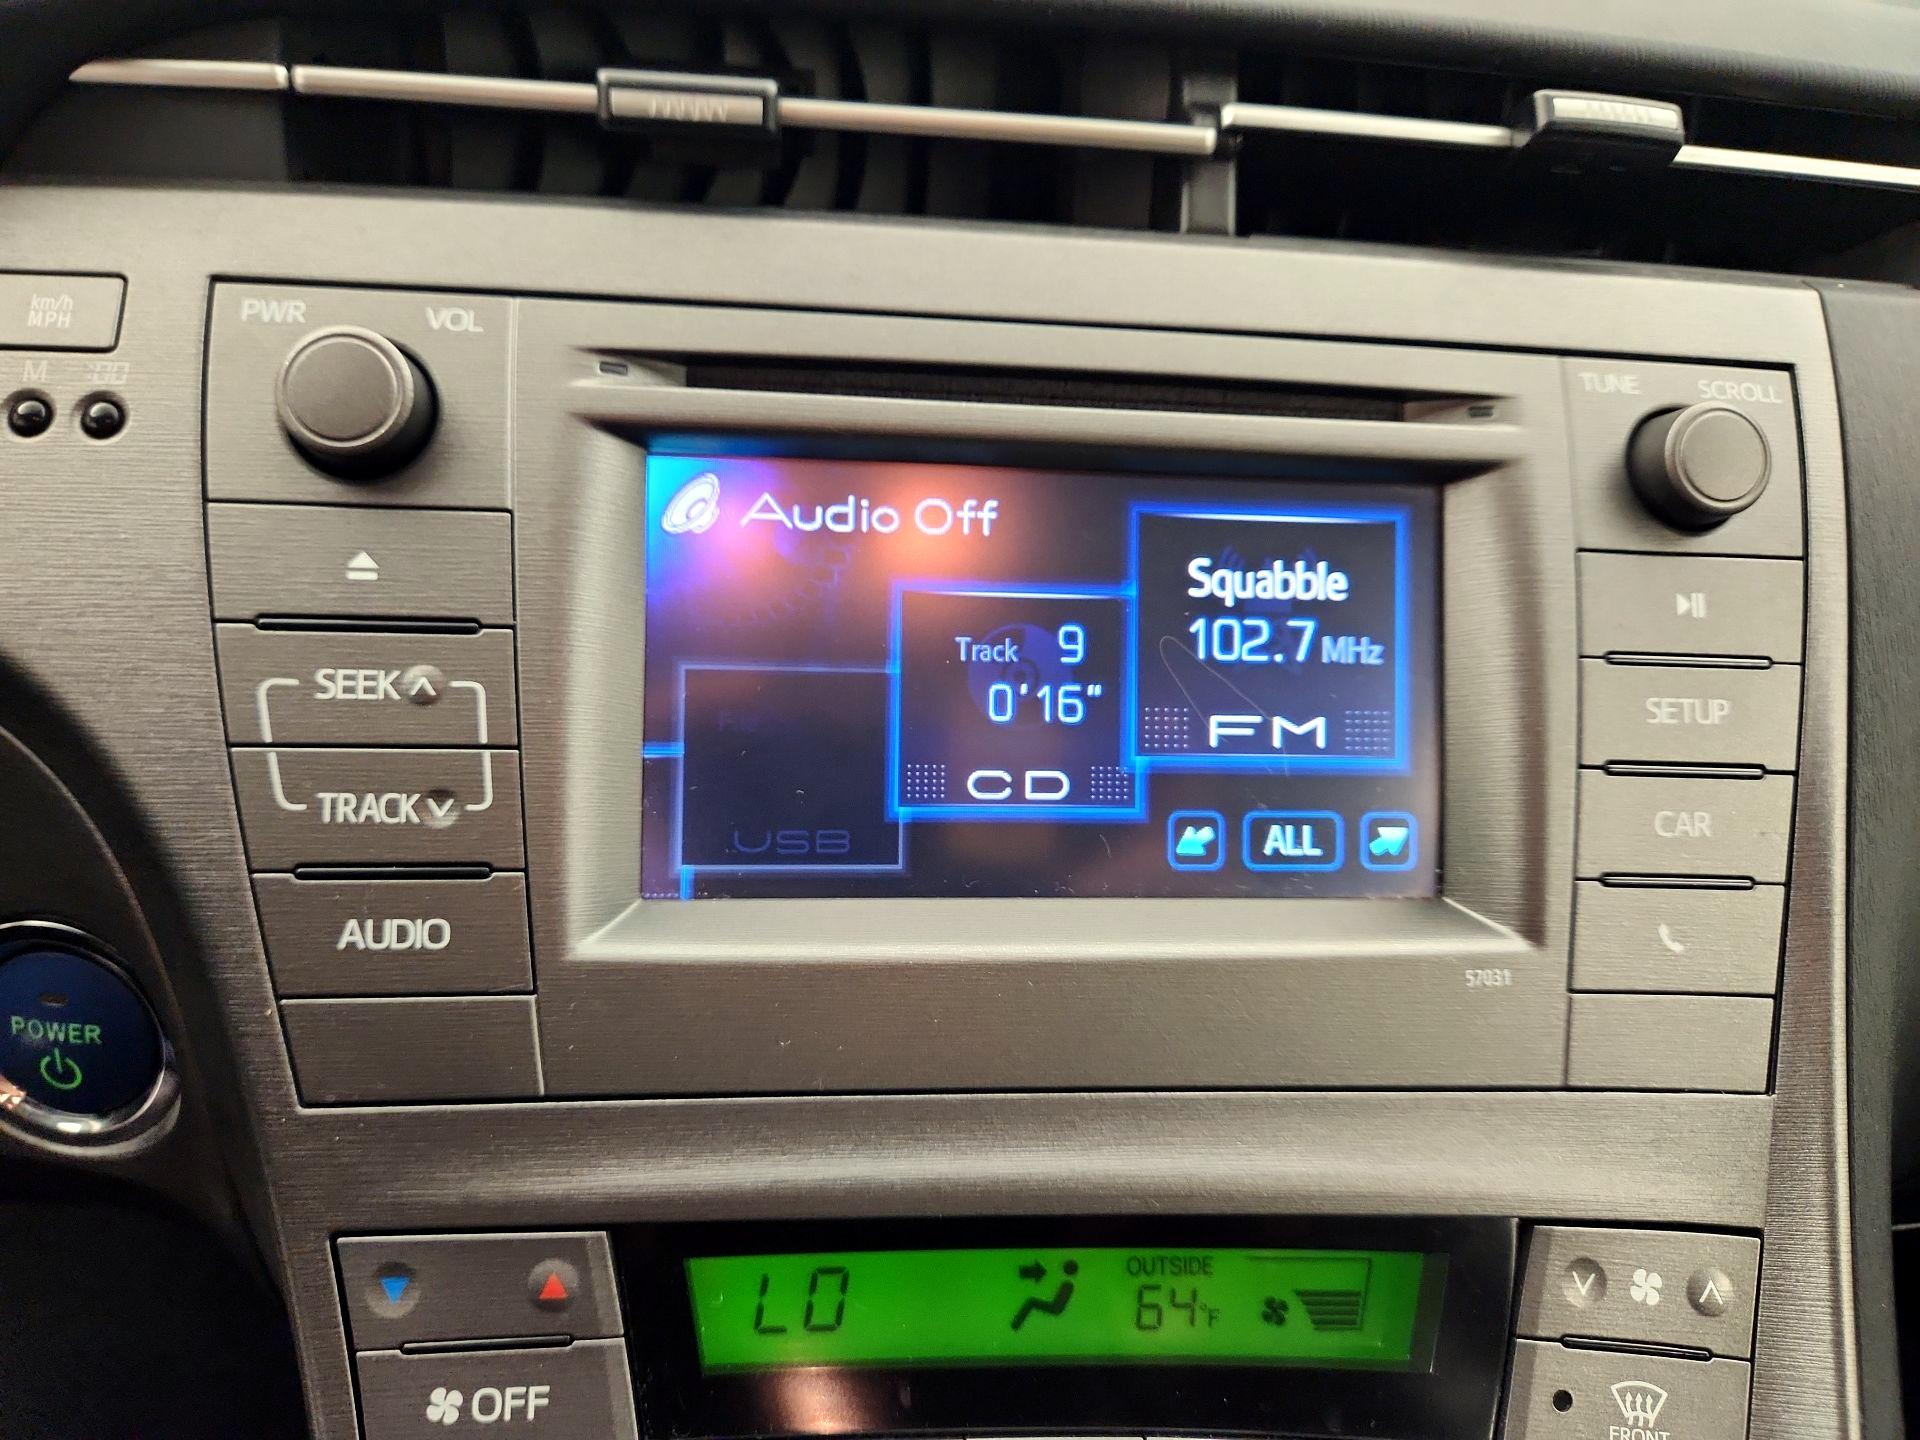 km/h
MPH
M :00
PWR VOL
TUNE SCROLL
Audio Off
Squabble
102.7 MHz
FM
Track 9
0'16"
CD
USB
ALL
SEEK
TRACK
AUDIO
SETUP
CAR
57031
POWER
LO
OUTSIDE
64°F
OFF
FRONT